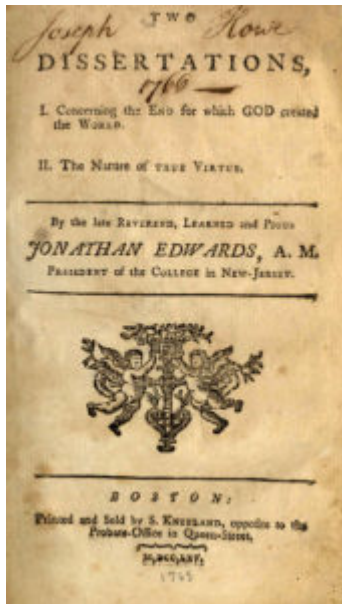 TWO
Joseph Howe
DISSERTATIONS,
1766
I. Concerning the END for which GOD created
the WORLD.
II. The Nature of TRUE VIRTUE.
By the late REVEREND, LEARNED and PIOUS
JONATHAN EDWARDS, A. M.
PRESIDENT of the COLLEGE in NEW-JERSEY.
BOSTON:
Printed and Sold by S. KNEELAND, opposite to the
Probate-Office in Queen-Street.
M,DCC,LXV.
1765